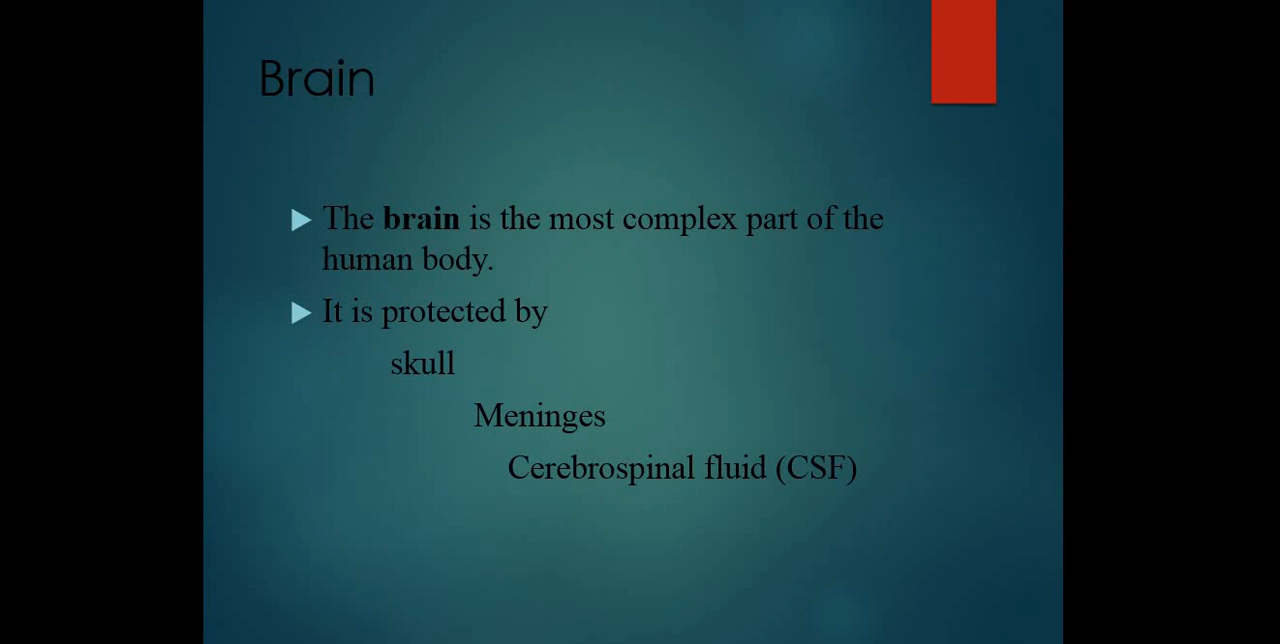 Brain
The brain is the most complex part of the
human body.
It is protected by
skull
Meninges
Cerebrospinal fluid (CSF)